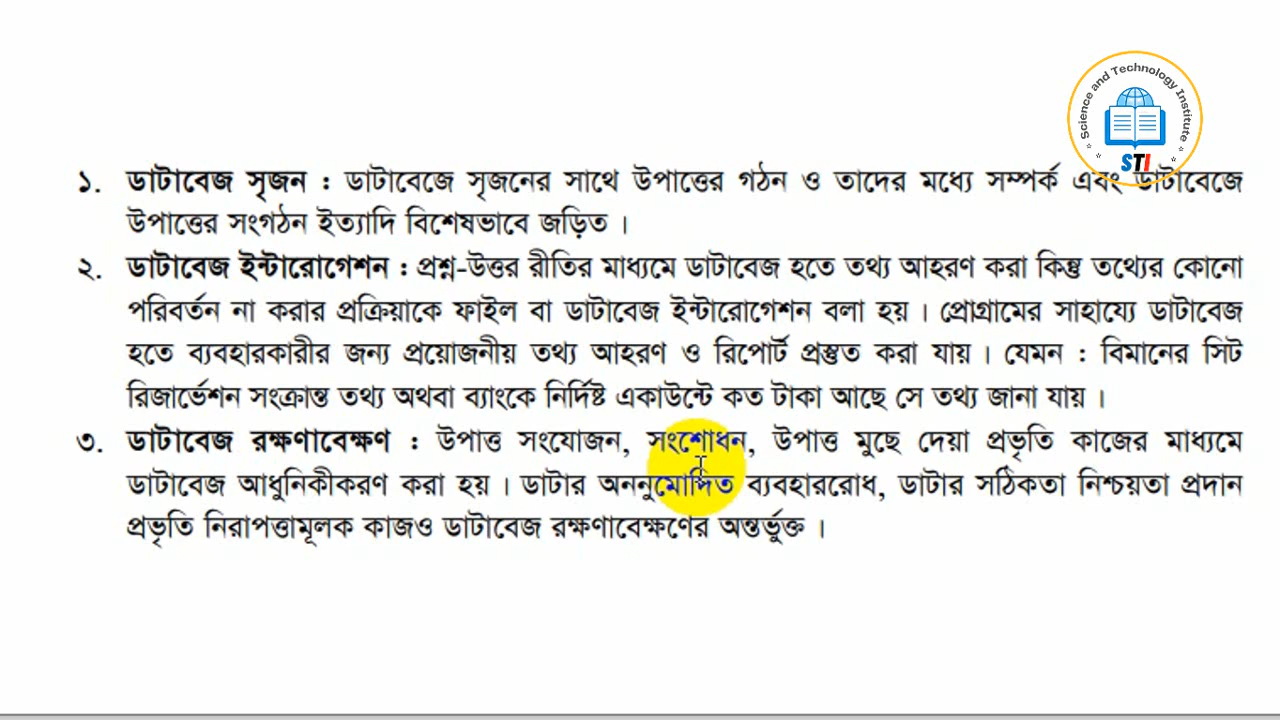 Science and Technology Institute
STI
১. ডাটাবেজ সৃজন : ডাটাবেজে সৃজনের সাথে উপাত্তের গঠন ও তাদের মধ্যে সম্পর্ক এবং ডাটাবেজে
উপাত্তের সংগঠন ইত্যাদি বিশেষভাবে জড়িত ।
২. ডাটাবেজ ইন্টারোগেশন : প্রশ্ন-উত্তর রীতির মাধ্যমে ডাটাবেজ হতে তথ্য আহরণ করা কিন্তু তথ্যের কোনো
পরিবর্তন না করার প্রক্রিয়াকে ফাইল বা ডাটাবেজ ইন্টারোগেশন বলা হয় । প্রোগ্রামের সাহায্যে ডাটাবেজ
হতে ব্যবহারকারীর জন্য প্রয়োজনীয় তথ্য আহরণ ও রিপোর্ট প্রস্তুত করা যায় । যেমন : বিমানের সিট
রিজার্ভেশন সংক্রান্ত তথ্য অথবা ব্যাংকে নির্দিষ্ট একাউন্টে কত টাকা আছে সে তথ্য জানা যায় ।
৩. ডাটাবেজ রক্ষণাবেক্ষণ : উপাত্ত সংযোজন, সংশোধন, উপাত্ত মুছে দেয়া প্রভৃতি কাজের মাধ্যমে
ডাটাবেজ আধুনিকীকরণ করা হয় । ডাটার অননুমোদিত ব্যবহাররোধ, ডাটার সঠিকতা নিশ্চয়তা প্রদান
প্রভৃতি নিরাপত্তামূলক কাজও ডাটাবেজ রক্ষণাবেক্ষণের অন্তর্ভুক্ত ।